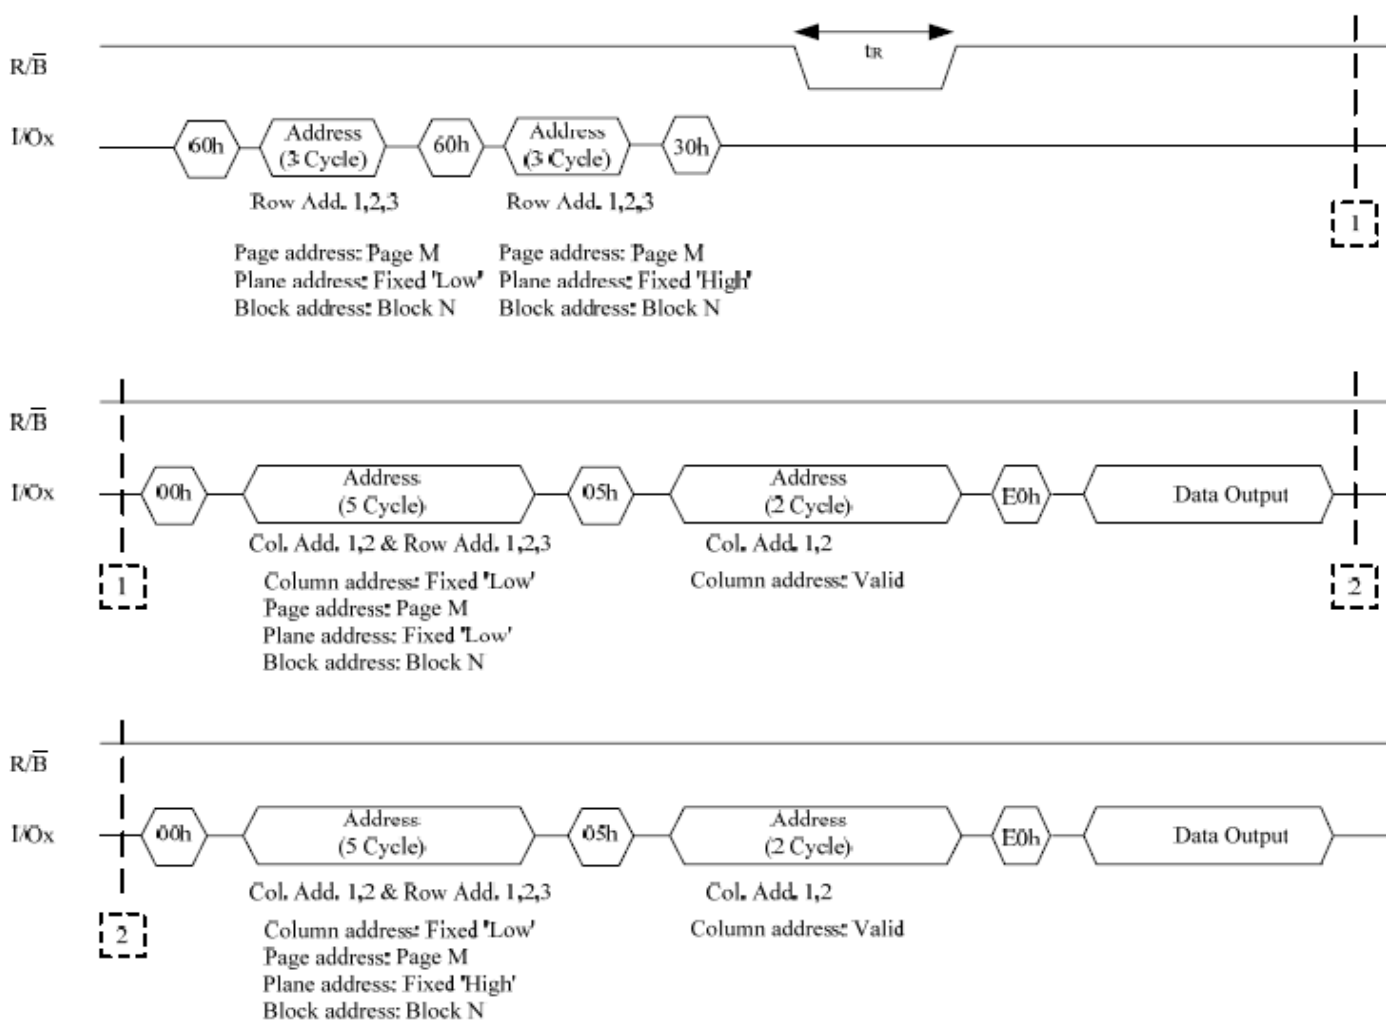 tR
R/B̅
I/Ox
60h
Address
(3 Cycle)
60h
Address
(3 Cycle)
30h
Row Add. 1,2,3
Row Add. 1,2,3
1
Page address: Page M
Plane address: Fixed 'Low'
Block address: Block N
Page address: Page M
Plane address: Fixed 'High'
Block address: Block N
R/B̅
I/Ox
00h
Address
(5 Cycle)
05h
Address
(2 Cycle)
E0h
Data Output
Col. Add. 1,2 & Row Add. 1,2,3
Col. Add. 1,2
1
Column address: Fixed 'Low'
Page address: Page M
Plane address: Fixed 'Low'
Block address: Block N
Column address: Valid
2
R/B̅
I/Ox
00h
Address
(5 Cycle)
05h
Address
(2 Cycle)
E0h
Data Output
Col. Add. 1,2 & Row Add. 1,2,3
Col. Add. 1,2
2
Column address: Fixed 'Low'
Page address: Page M
Plane address: Fixed 'High'
Block address: Block N
Column address: Valid